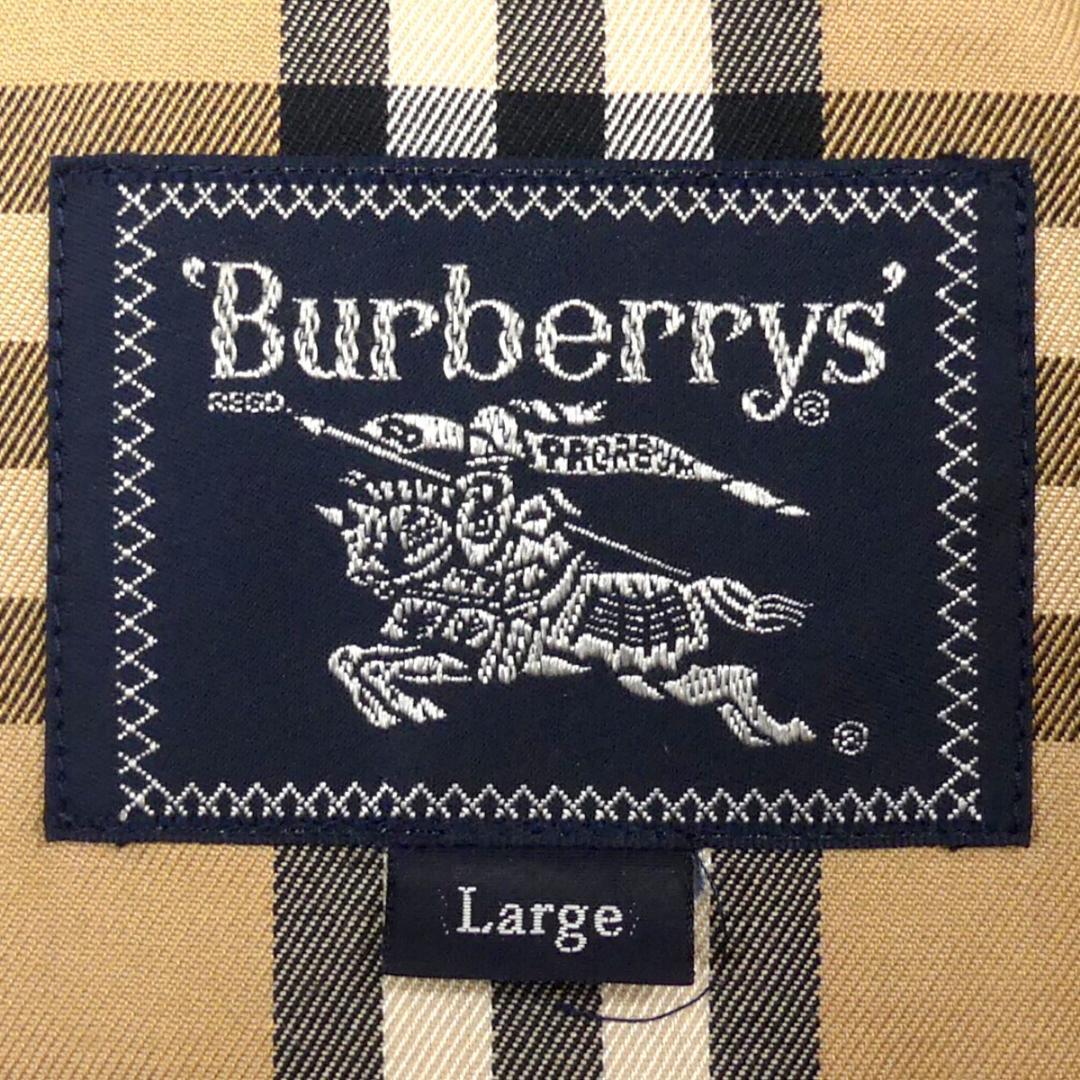 ‘Burberrys’
REGD ®
PRORSUM
®
Large